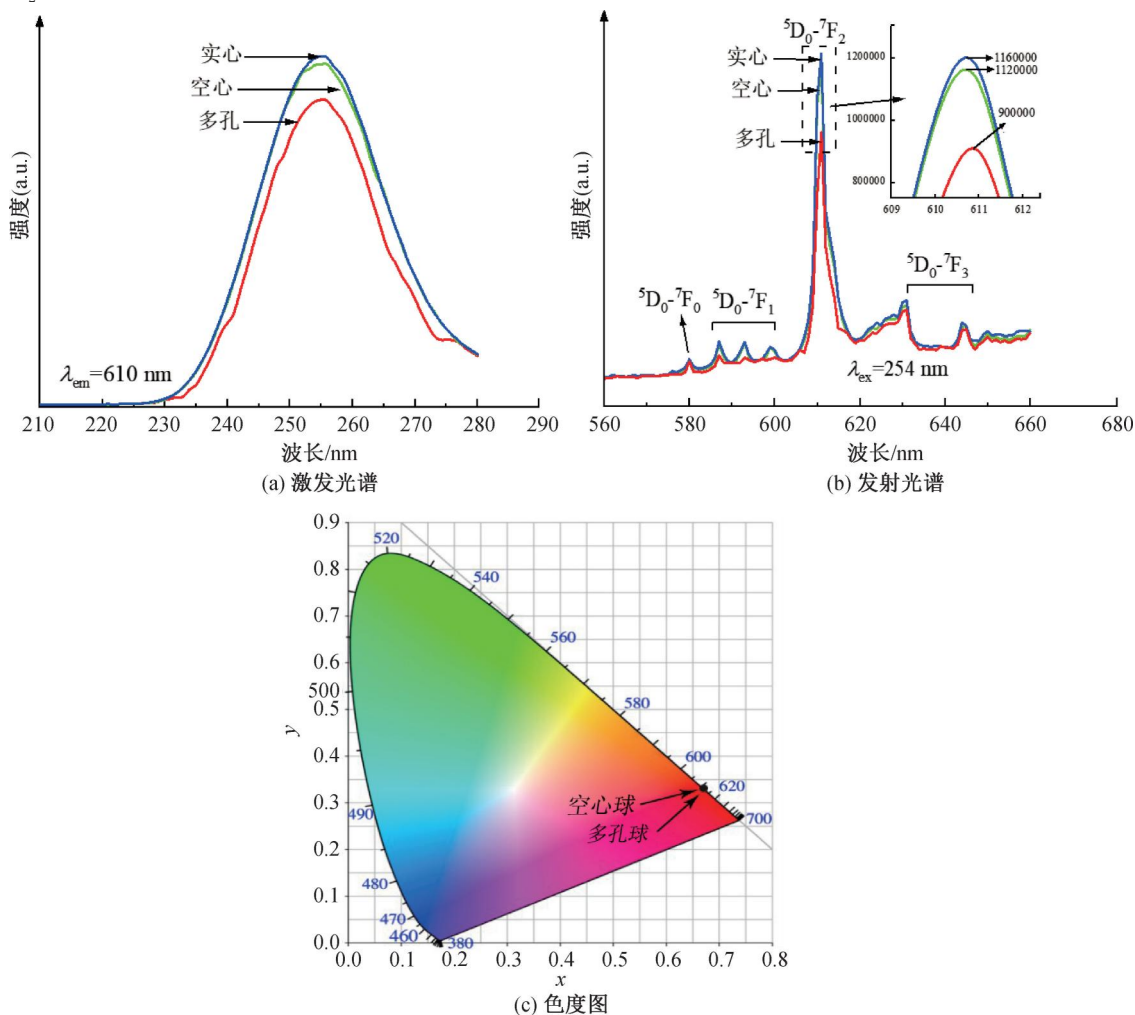 实心
空心
多孔
强度(a.u.)
λem=610 nm
210 220 230 240 250 260 270 280 290
波长/nm
(a) 激发光谱
⁵D₀-⁷F₂
实心
空心
多孔
1200000
1000000
800000
1160000
1120000
900000
609 610 611 612
强度(a.u.)
⁵D₀-⁷F₀
⁵D₀-⁷F₁
⁵D₀-⁷F₃
λex=254 nm
560 580 600 620 640 660 680
波长/nm
(b) 发射光谱
0.9
0.8
0.7
0.6
500
0.5
0.4
0.3
0.2
0.1
0.0
y
520
540
560
580
600
620
700
490
480
470
460
380
空心球
多孔球
0.0 0.1 0.2 0.3 0.4 0.5 0.6 0.7 0.8
x
(c) 色度图